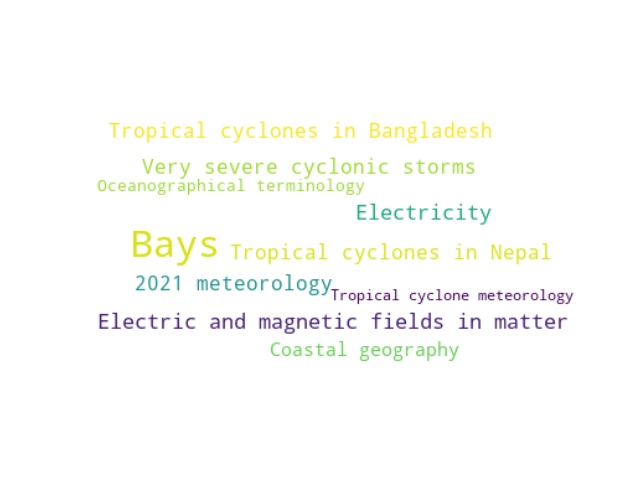 Tropical cyclones in Bangladesh
Very severe cyclonic storms
Oceanographical terminology
Electricity
Bays
Tropical cyclones in Nepal
2021 meteorology
Tropical cyclone meteorology
Electric and magnetic fields in matter
Coastal geography